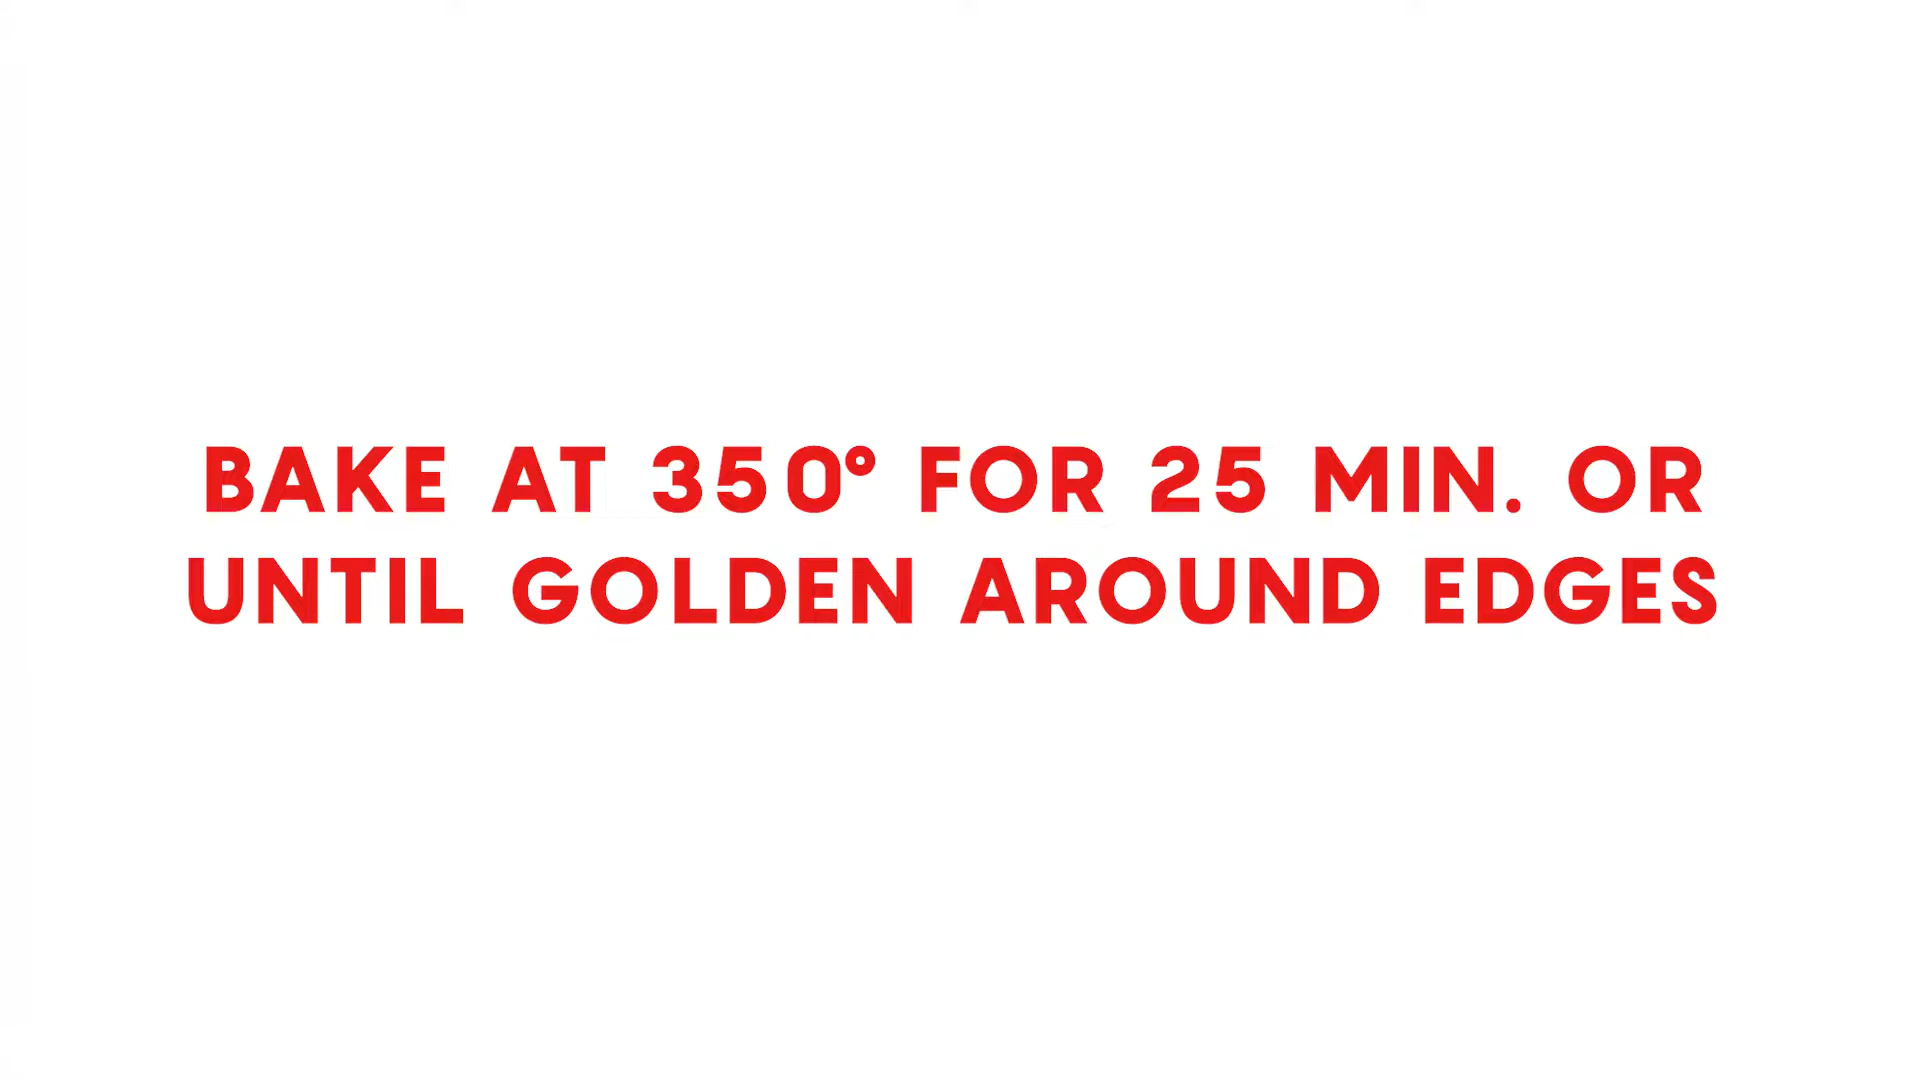 BAKE AT 350° FOR 25 MIN. OR
UNTIL GOLDEN AROUND EDGES